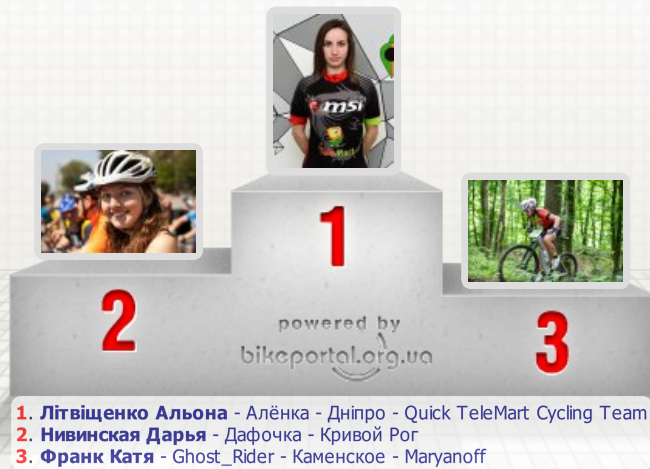 msi
1
2
3
powered by
bikeportal.org.ua
1. Літвіщенко Альона - Алёнка - Дніпро - Quick TeleMart Cycling Team
2. Нивинская Дарья - Дафочка - Кривой Рог
3. Франк Катя - Ghost_Rider - Каменское - Maryanoff